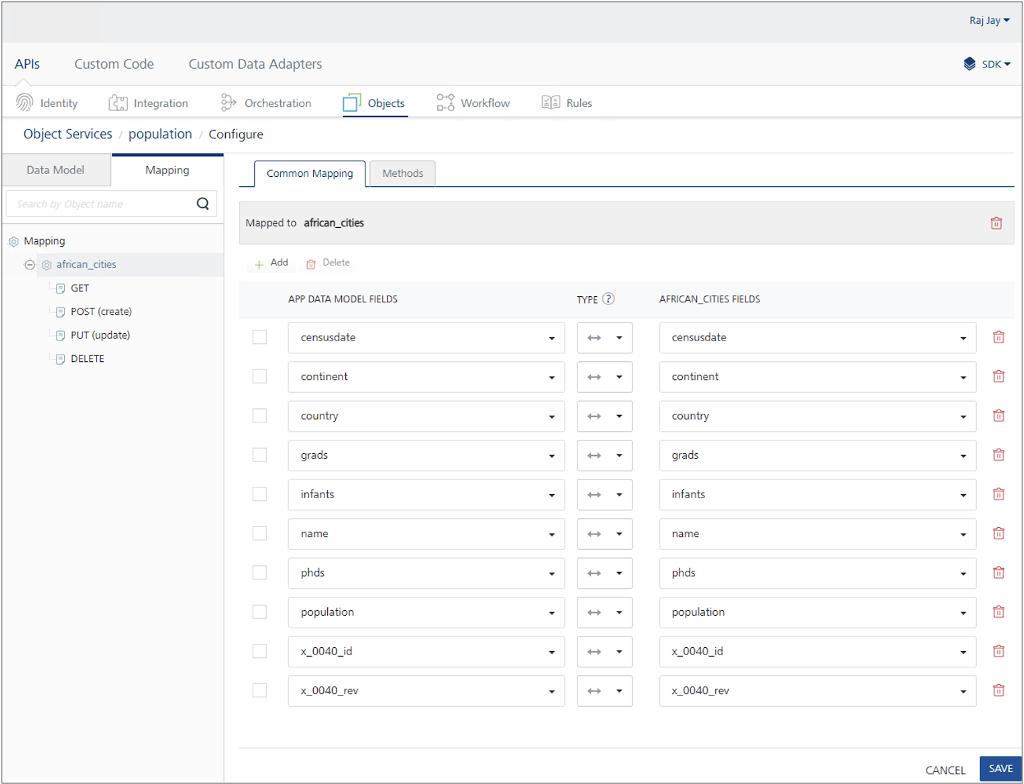 Raj Jay
APIs Custom Code Custom Data Adapters SDK
Identity Integration Orchestration Objects Workflow Rules
Object Services / population / Configure
Data Model Mapping
Common Mapping Methods
Search by Object name
Mapped to african_cities
Mapping
african_cities
GET
POST (create)
PUT (update)
DELETE
Add Delete
APP DATA MODEL FIELDS TYPE ? AFRICAN_CITIES FIELDS
censusdate censusdate
continent continent
country country
grads grads
infants infants
name name
phds phds
population population
x_0040_id x_0040_id
x_0040_rev x_0040_rev
CANCEL SAVE